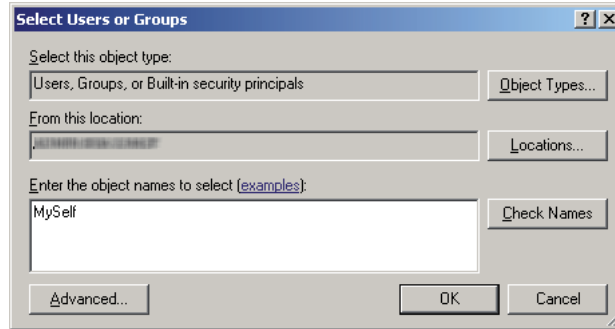 Select Users or Groups
Select this object type:
Users, Groups, or Built-in security principals
Object Types...
From this location:
Locations...
Enter the object names to select (examples):
MySelf
Check Names
Advanced...
OK
Cancel